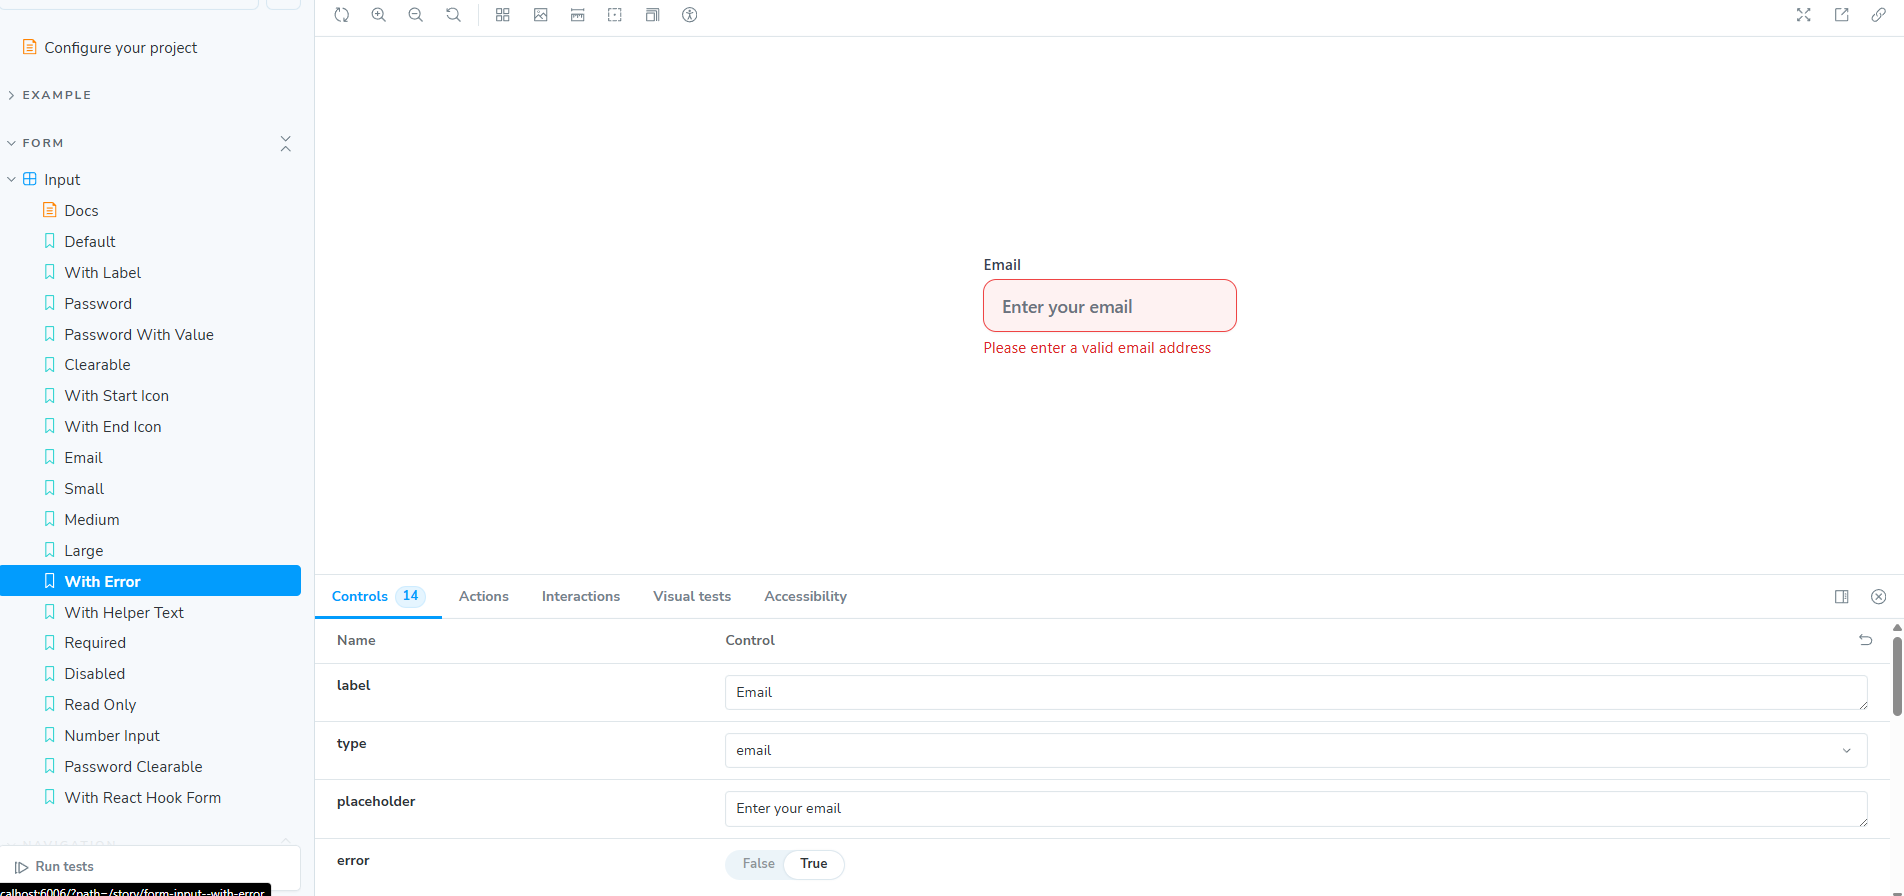 Configure your project
EXAMPLE
FORM
Input
Docs
Default
With Label
Password
Password With Value
Clearable
With Start Icon
With End Icon
Email
Small
Medium
Large
With Error
With Helper Text
Required
Disabled
Read Only
Number Input
Password Clearable
With React Hook Form
NAVIGATION
Run tests
calhost:6006/?path=/story/form-input--with-error
Email
Enter your email
Please enter a valid email address
Controls 14 Actions Interactions Visual tests Accessibility
Name Control
label Email
type email
placeholder Enter your email
error False True